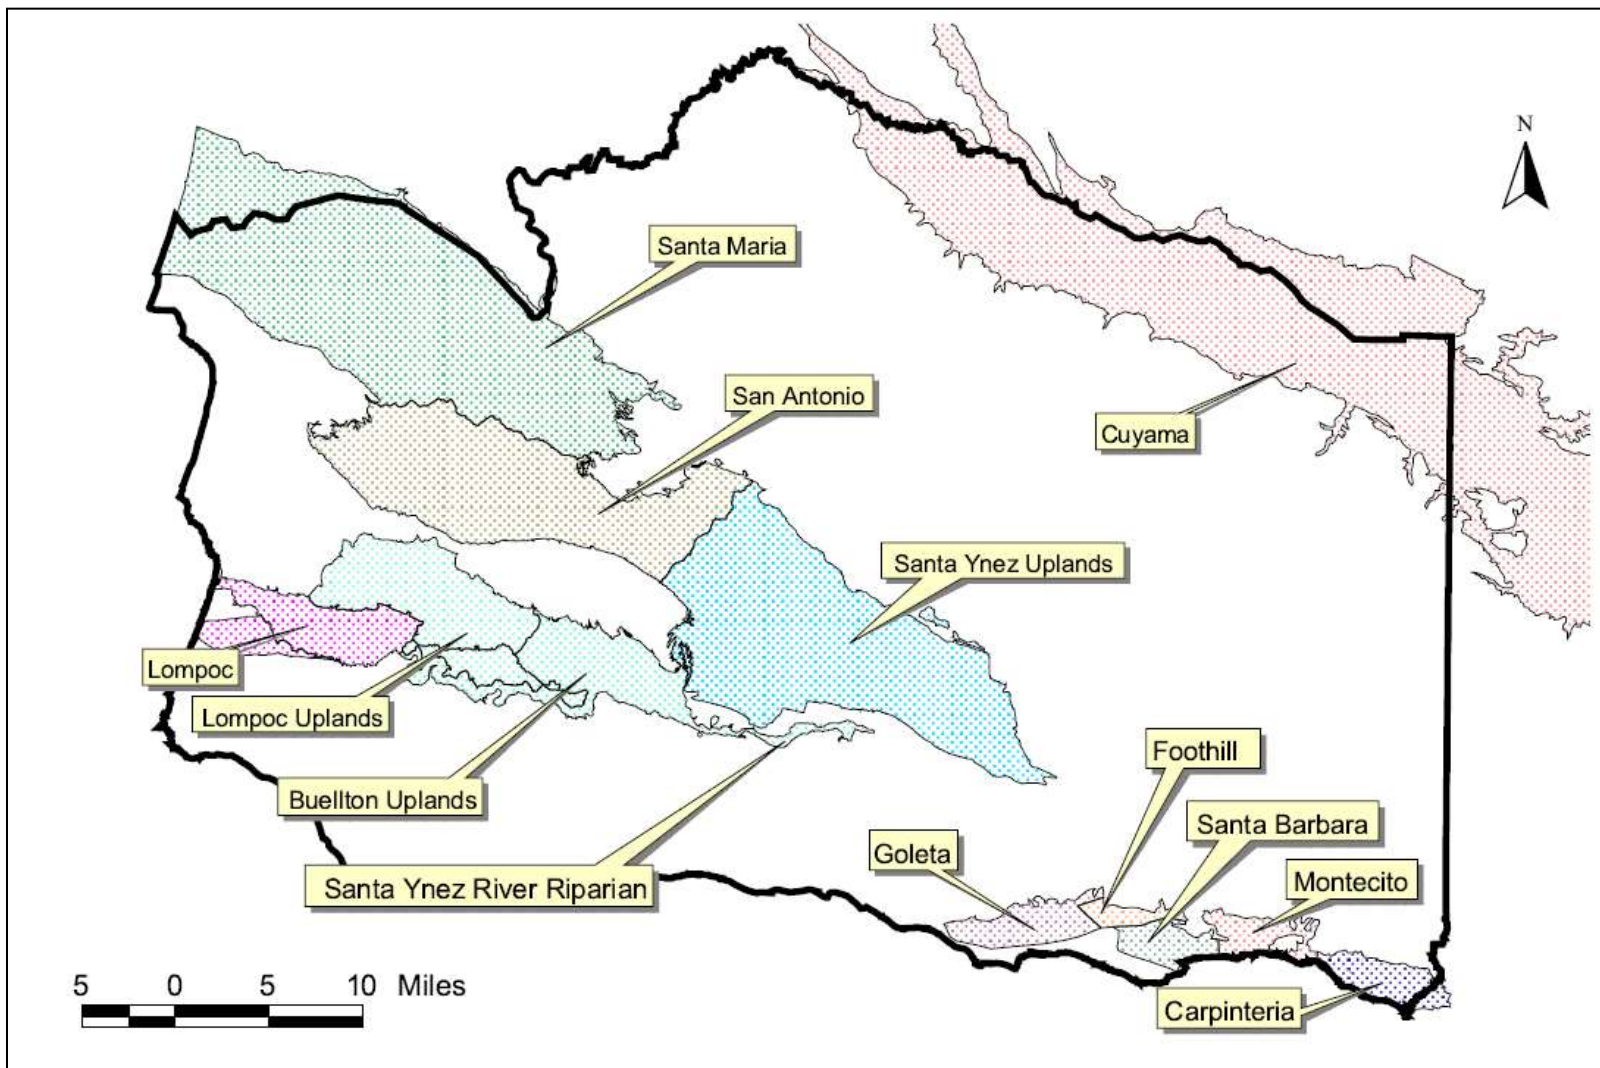 N
Santa Maria
San Antonio
Cuyama
Santa Ynez Uplands
Lompoc
Lompoc Uplands
Buellton Uplands
Santa Ynez River Riparian
Foothill
Santa Barbara
Goleta
Montecito
Carpinteria
5 0 5 10 Miles